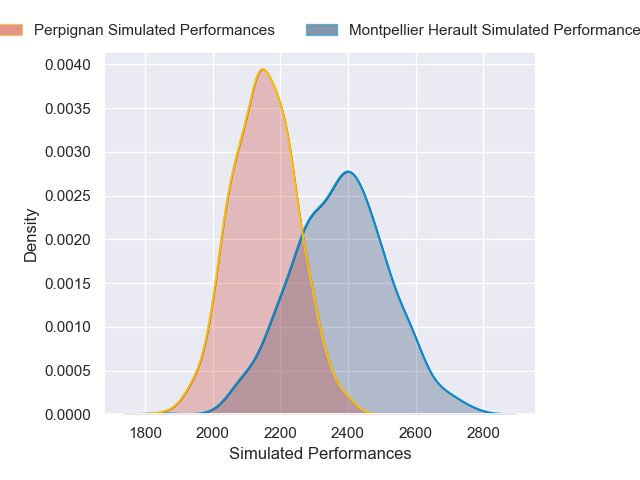 Perpignan Simulated Performances
Montpellier Herault Simulated Performance
0.0040
0.0035
0.0030
0.0025
0.0020
0.0015
0.0010
0.0005
0.0000
Density
1800 2000 2200 2400 2600 2800
Simulated Performances